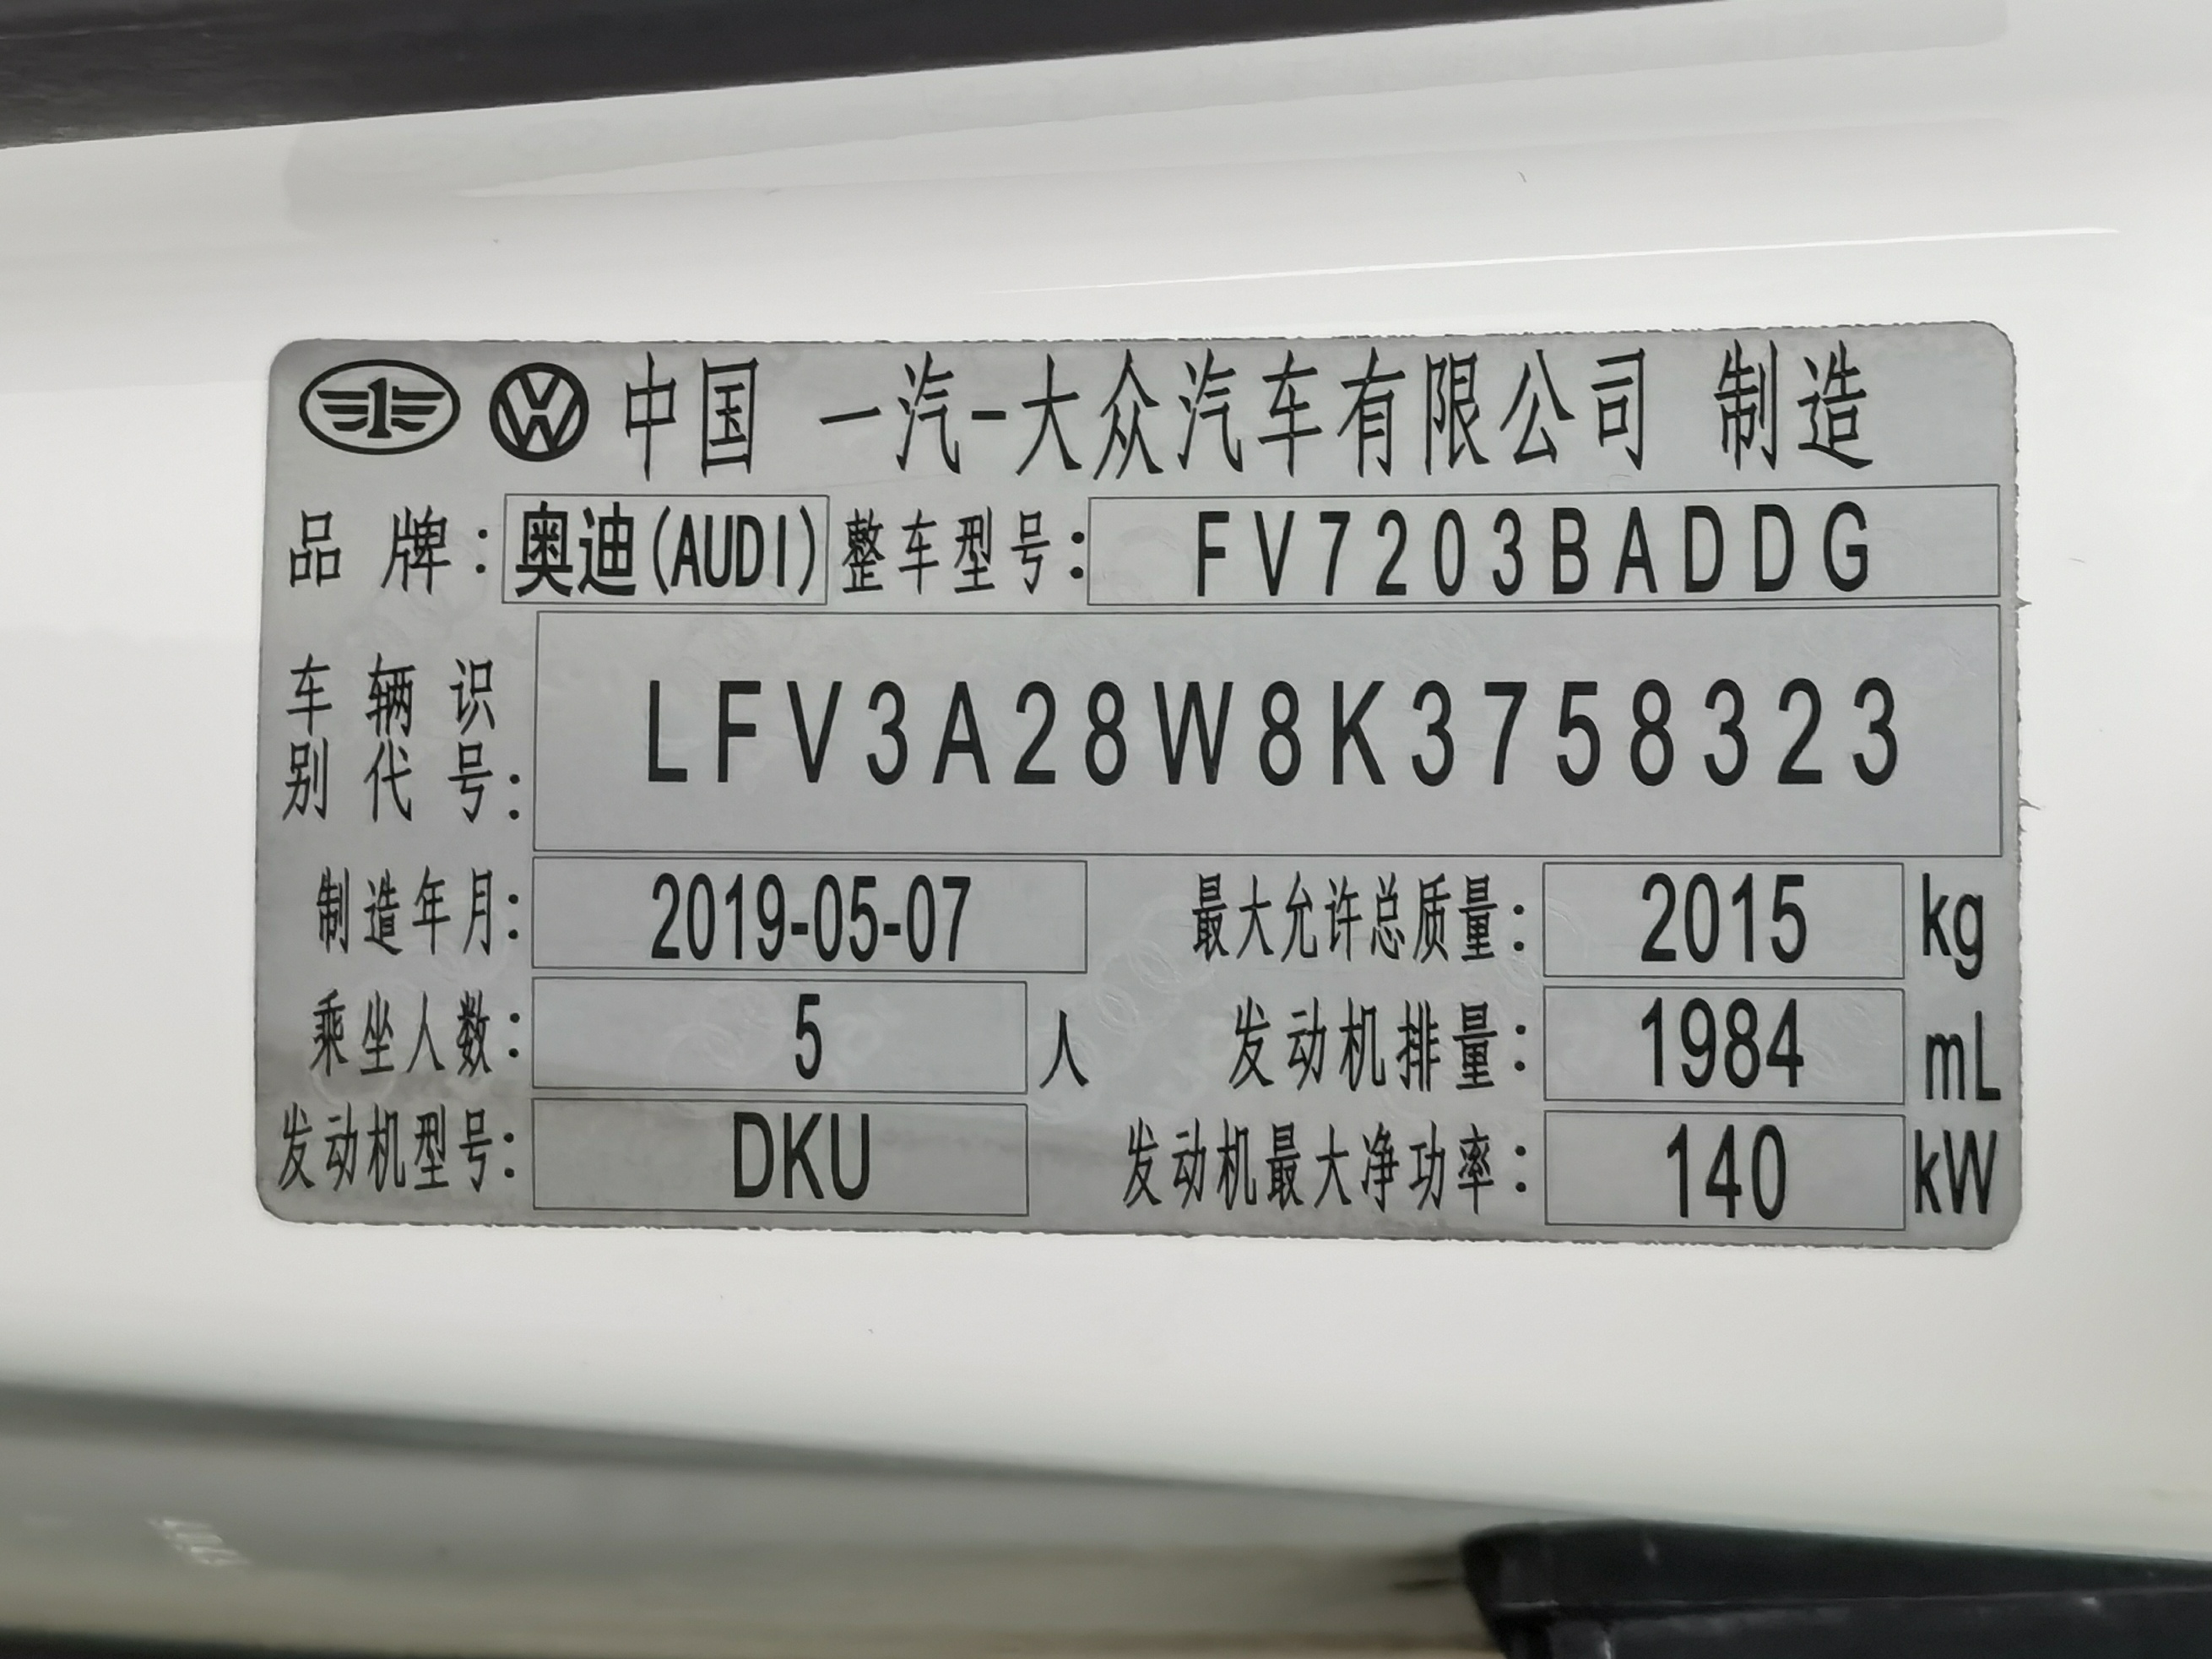 中国 一汽-大众汽车有限公司 制造
品牌: 奥迪(AUDI) 整车型号: FV7203BADDG
车辆识别代号: LFV3A28W8K3758323
制造年月: 2019-05-07 最大允许总质量: 2015 kg
乘坐人数: 5 人 发动机排量: 1984 mL
发动机型号: DKU 发动机最大净功率: 140 kW